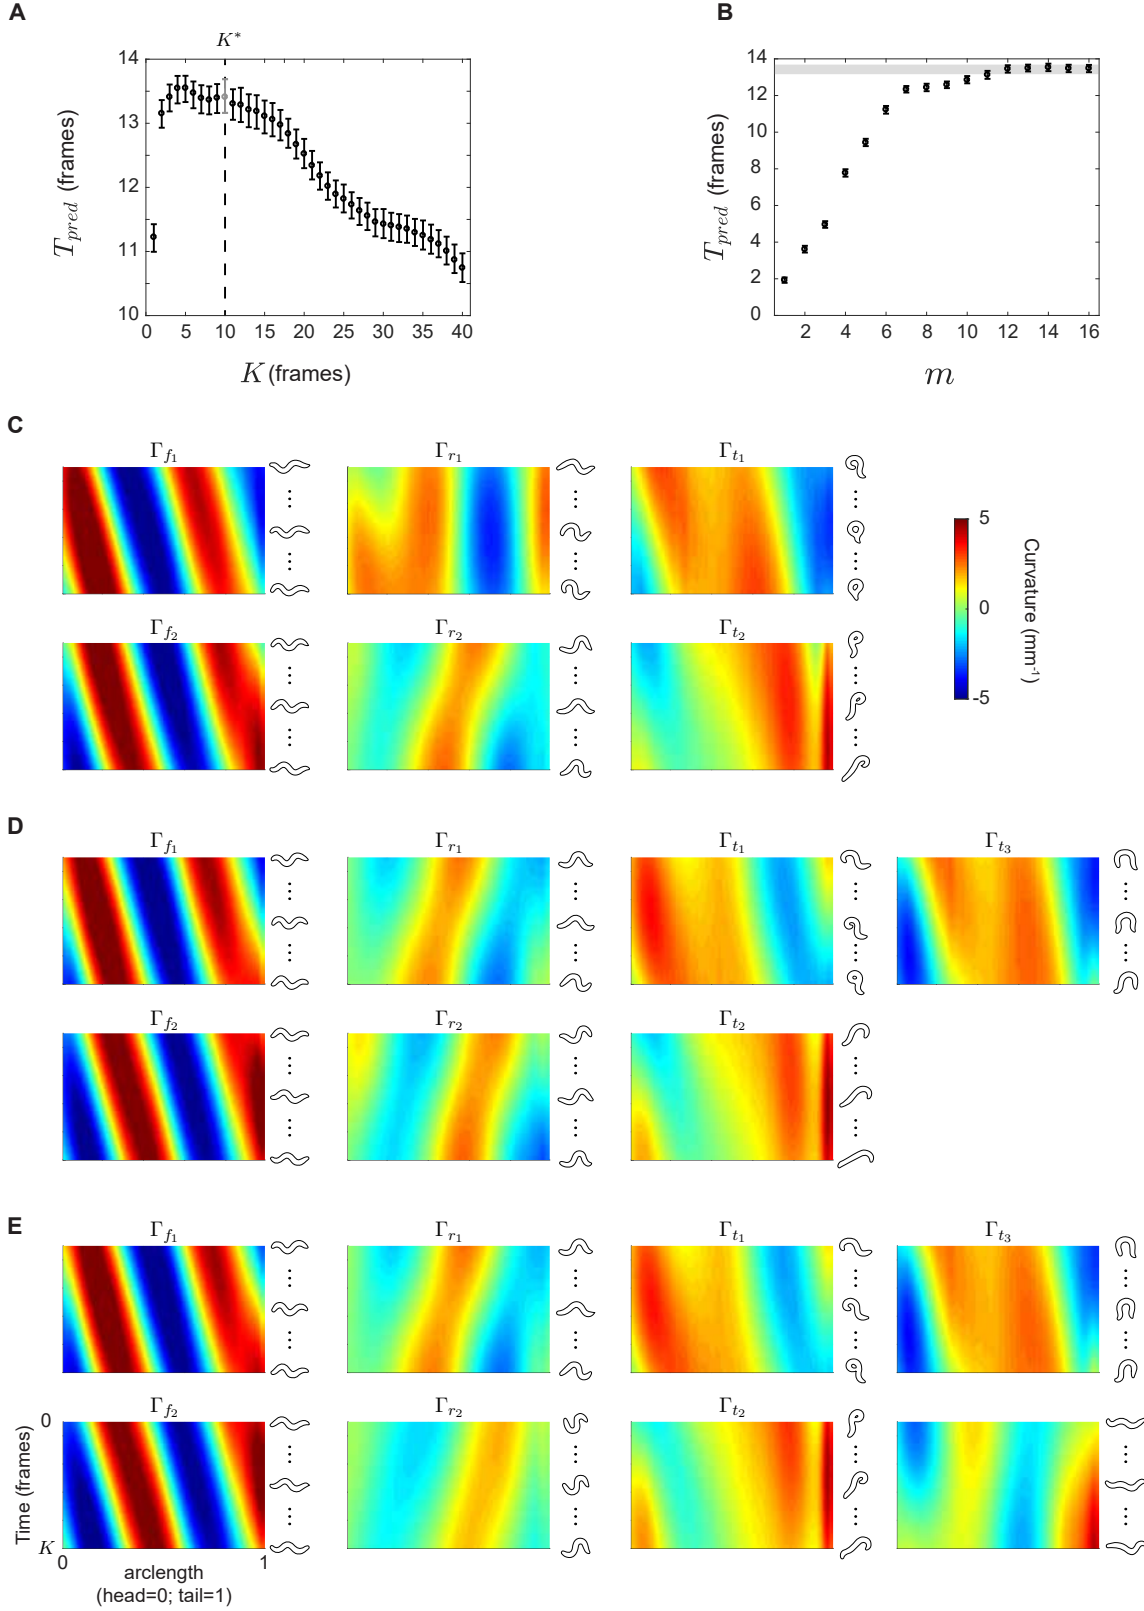 A
K*
14
13
12
11
10
0 5 10 15 20 25 30 35 40
T_pred (frames)
K (frames)
B
14
12
10
8
6
4
2
0
2 4 6 8 10 12 14 16
T_pred (frames)
m
C
Γ_f1 Γ_r1 Γ_t1
Γ_f2 Γ_r2 Γ_t2
5
0
-5
Curvature (mm⁻¹)
D
Γ_f1 Γ_r1 Γ_t1 Γ_t3
Γ_f2 Γ_r2 Γ_t2
E
Γ_f1 Γ_r1 Γ_t1 Γ_t3
Γ_f2 Γ_r2 Γ_t2
0
Time (frames)
K
0 1
arclength
(head=0; tail=1)